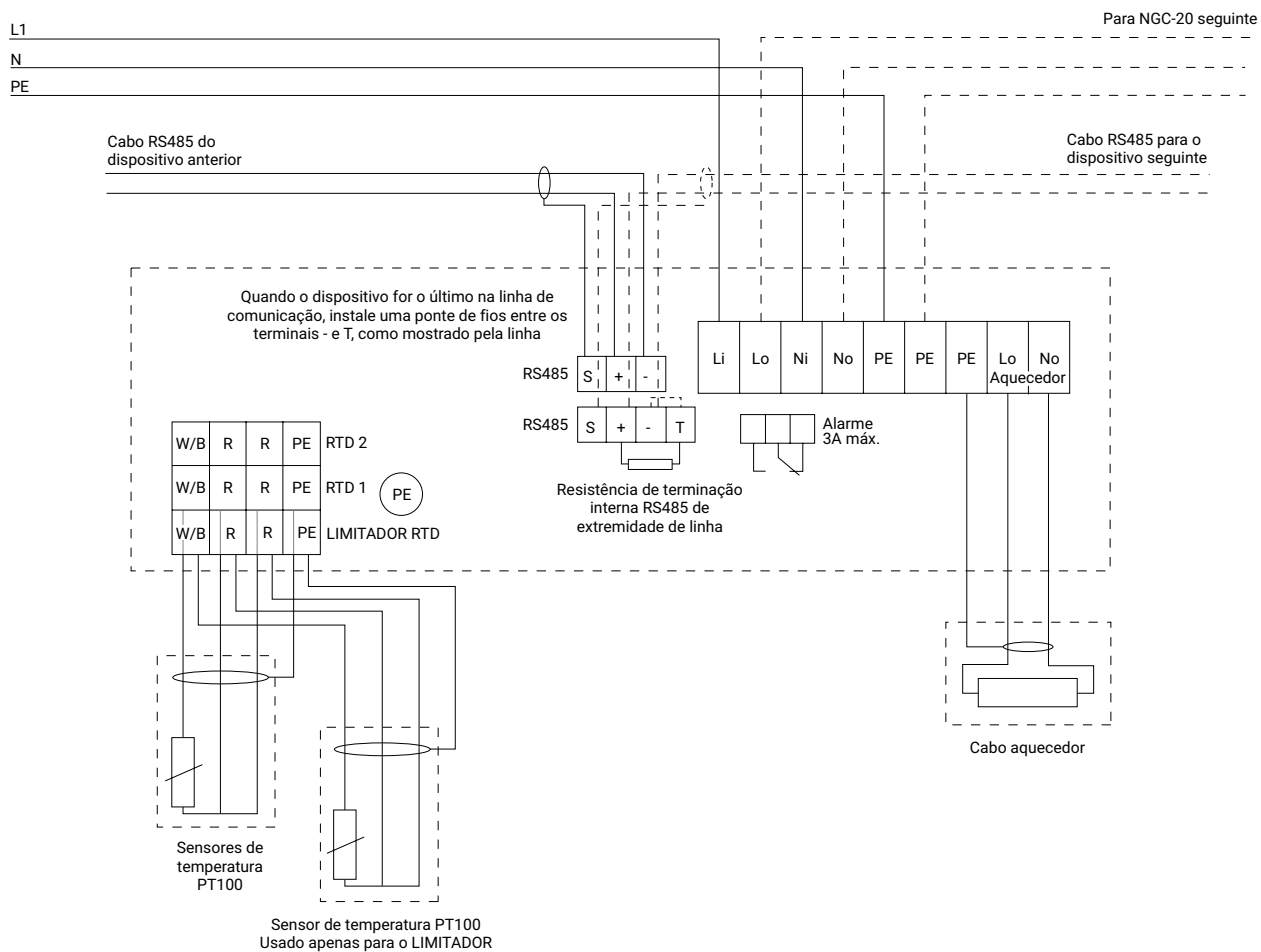 Para NGC-20 seguinte
L1
N
PE
Cabo RS485 do
dispositivo anterior
Cabo RS485 para o
dispositivo seguinte
Quando o dispositivo for o último na linha de
comunicação, instale uma ponte de fios entre os
terminais - e T, como mostrado pela linha
RS485 S + -
Li Lo Ni No PE PE PE Lo No
Aquecedor
RS485 S + - T
Alarme
3A máx.
W/B R R PE RTD 2
W/B R R PE RTD 1
PE
W/B R R PE LIMITADOR RTD
Resistência de terminação
interna RS485 de
extremidade de linha
Cabo aquecedor
Sensores de
temperatura
PT100
Sensor de temperatura PT100
Usado apenas para o LIMITADOR